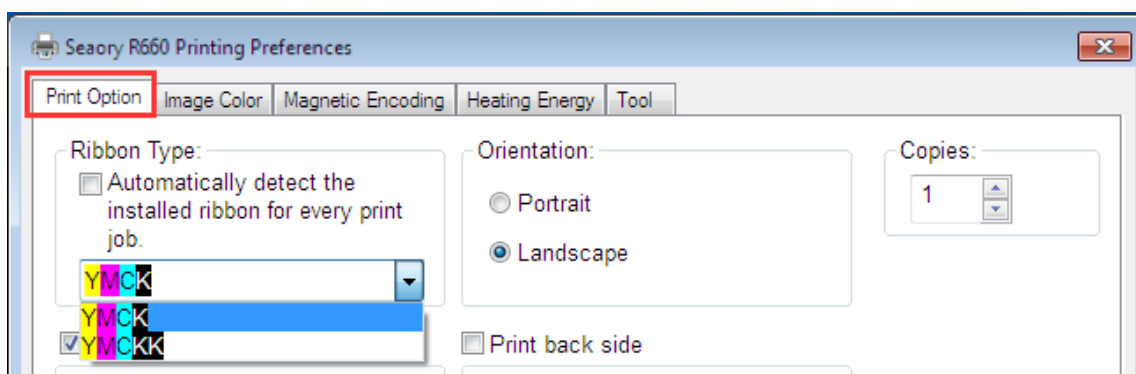 Seaory R660 Printing Preferences
Print Option Image Color Magnetic Encoding Heating Energy Tool
Ribbon Type:
Automatically detect the
installed ribbon for every print
job.
YMCK
YMCK
YMCKK
Orientation:
Portrait
Landscape
Print back side
Copies:
1